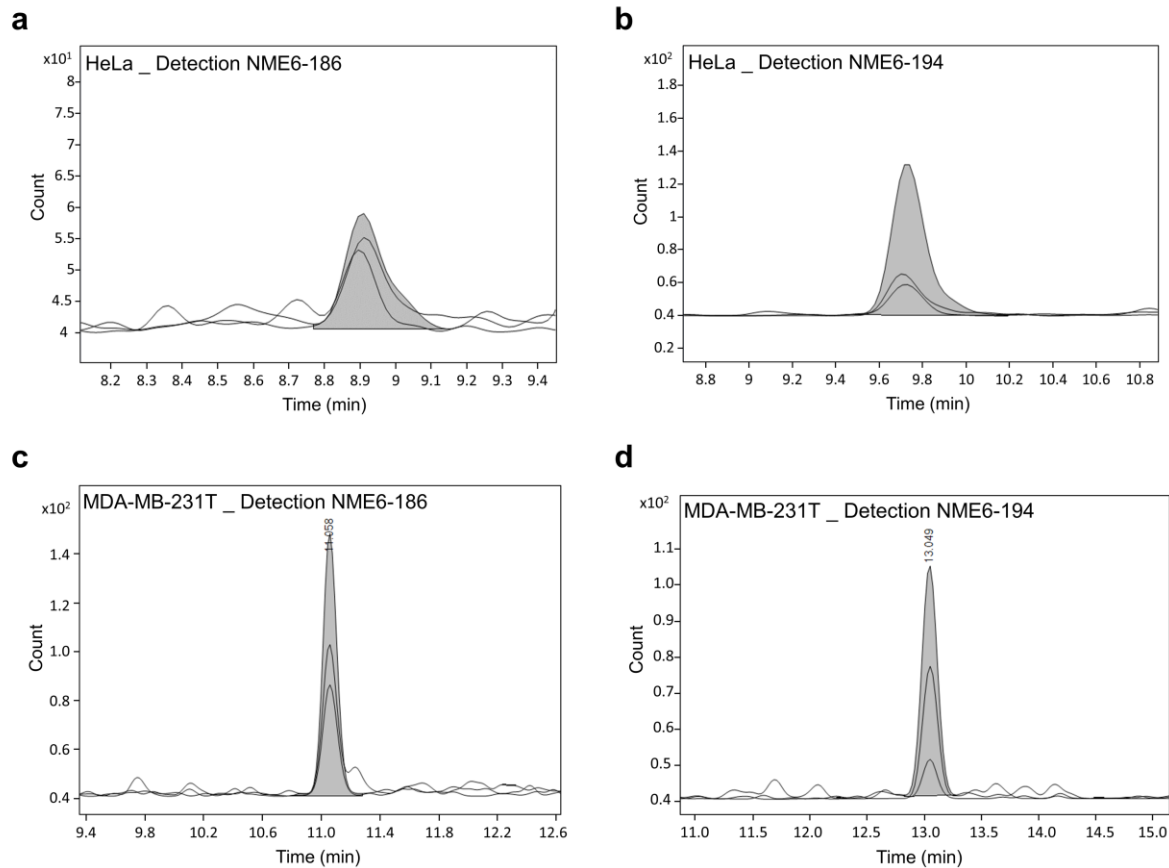 a
x10¹
HeLa _ Detection NME6-186
8
7.5
7
6.5
6
5.5
5
4.5
4
Count
8.2 8.3 8.4 8.5 8.6 8.7 8.8 8.9 9 9.1 9.2 9.3 9.4
Time (min)
b
x10²
HeLa _ Detection NME6-194
1.8
1.6
1.4
1.2
1
0.8
0.6
0.4
0.2
Count
8.8 9 9.2 9.4 9.6 9.8 10 10.2 10.4 10.6 10.8
Time (min)
c
x10²
MDA-MB-231T _ Detection NME6-186
11.058
1.4
1.2
1.0
0.8
0.6
0.4
Count
9.4 9.8 10.2 10.6 11.0 11.4 11.8 12.2 12.6
Time (min)
d
x10²
MDA-MB-231T _ Detection NME6-194
13.049
1.1
1.0
0.9
0.8
0.7
0.5
0.4
Count
11.0 11.5 12.0 12.5 13.0 13.5 14.0 14.5 15.0
Time (min)